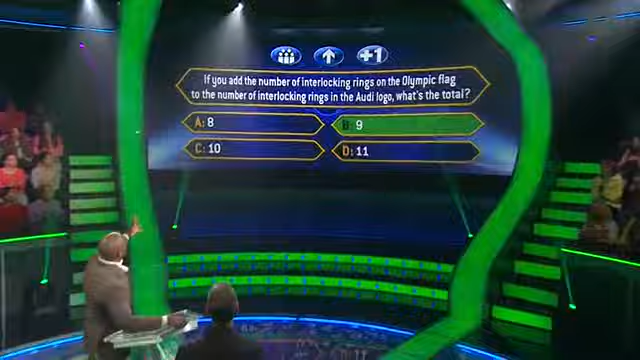 +1
If you add the number of interlocking rings on the Olympic flag
to the number of interlocking rings in the Audi logo, what's the total?
A: 8
B: 9
C: 10
D: 11